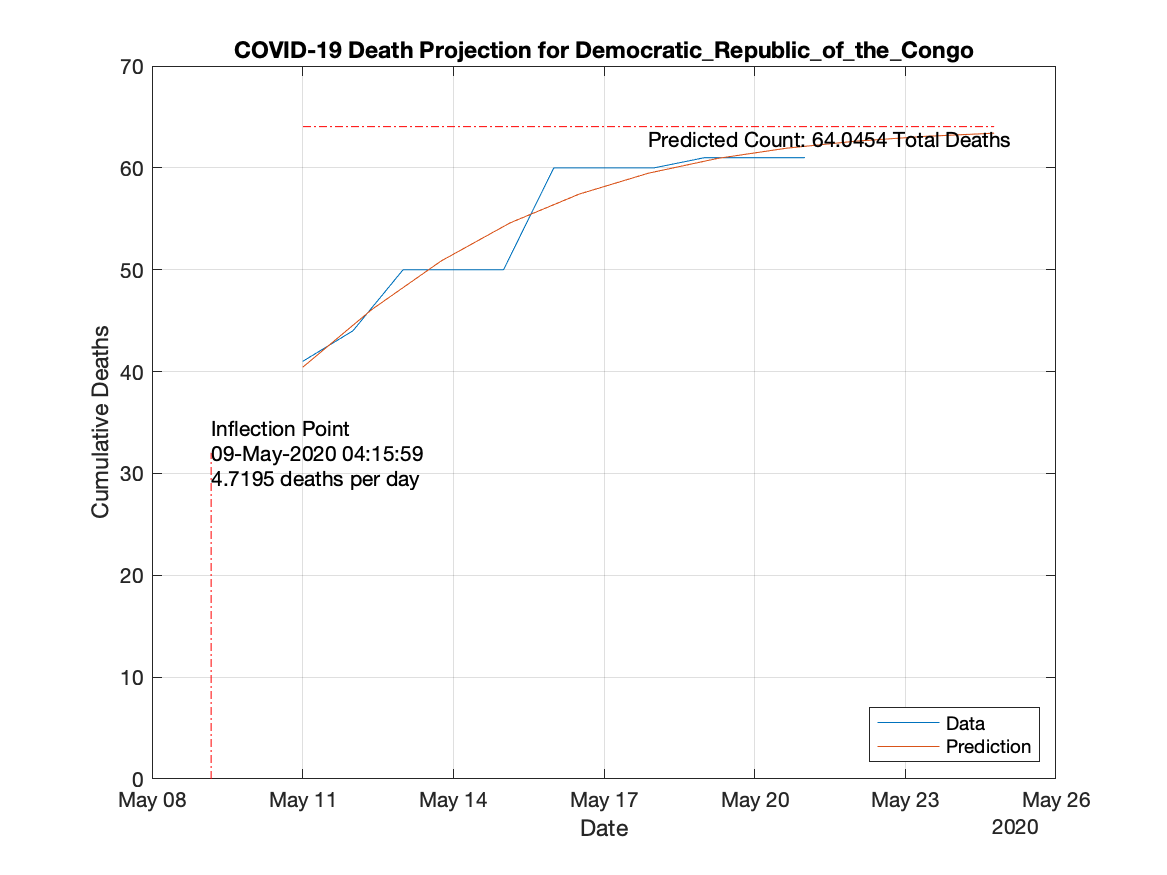 COVID-19 Death Projection for Democratic_Republic_of_the_Congo
70
60
50
40
30
20
10
0
Cumulative Deaths
Predicted Count: 64.0454 Total Deaths
Inflection Point
09-May-2020 04:15:59
4.7195 deaths per day
Data
Prediction
May 08 May 11 May 14 May 17 May 20 May 23 May 26
Date
2020